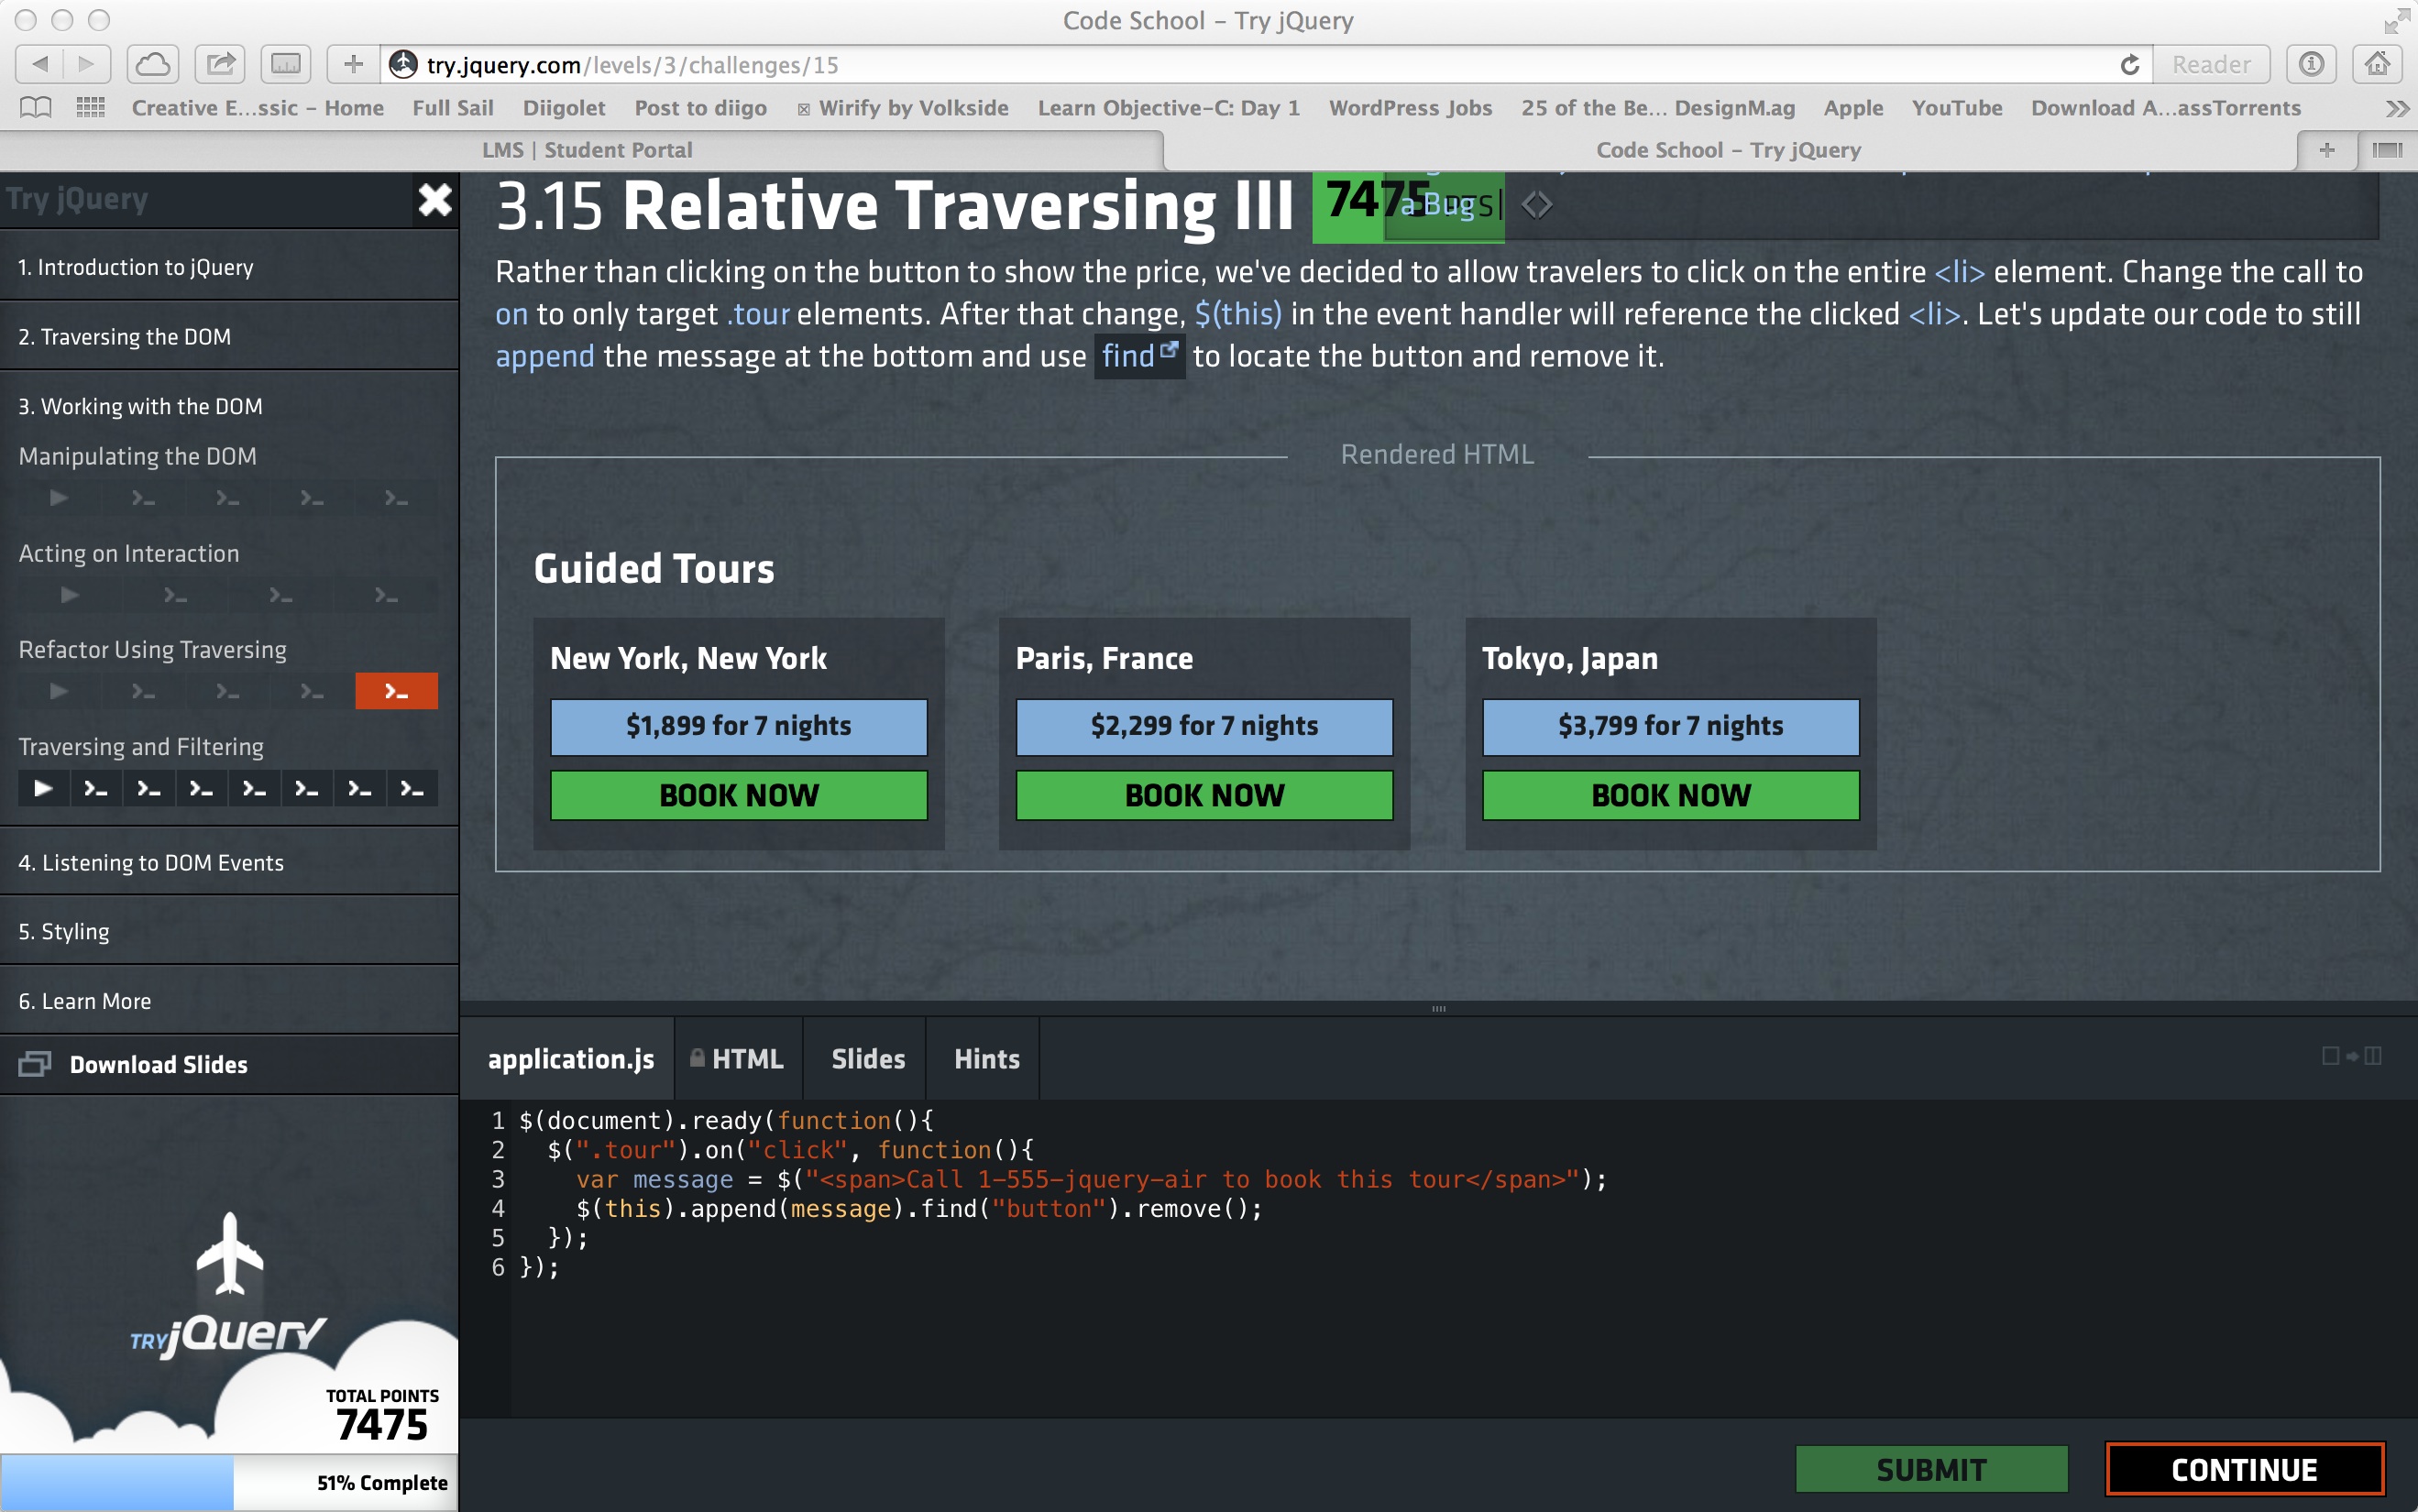 Code School – Try jQuery
try.jquery.com/levels/3/challenges/15
Reader
Creative E...ssic – Home Full Sail Diigolet Post to diigo Wirify by Volkside Learn Objective-C: Day 1 WordPress Jobs 25 of the Be... DesignM.ag Apple YouTube Download A...assTorrents
LMS | Student Portal
Code School – Try jQuery
Try jQuery
1. Introduction to jQuery
2. Traversing the DOM
3. Working with the DOM
Manipulating the DOM
Acting on Interaction
Refactor Using Traversing
Traversing and Filtering
4. Listening to DOM Events
5. Styling
6. Learn More
Download Slides
TRY jQuery
TOTAL POINTS
7475
51% Complete
3.15 Relative Traversing III 7475 PTS
a Bug
Rather than clicking on the button to show the price, we've decided to allow travelers to click on the entire <li> element. Change the call to
on to only target .tour elements. After that change, $(this) in the event handler will reference the clicked <li>. Let's update our code to still
append the message at the bottom and use find to locate the button and remove it.
Rendered HTML
Guided Tours
New York, New York
$1,899 for 7 nights
BOOK NOW
Paris, France
$2,299 for 7 nights
BOOK NOW
Tokyo, Japan
$3,799 for 7 nights
BOOK NOW
application.js HTML Slides Hints
1 $(document).ready(function(){
2   $(".tour").on("click", function(){
3     var message = $("<span>Call 1-555-jquery-air to book this tour</span>");
4     $(this).append(message).find("button").remove();
5   });
6 });
SUBMIT
CONTINUE